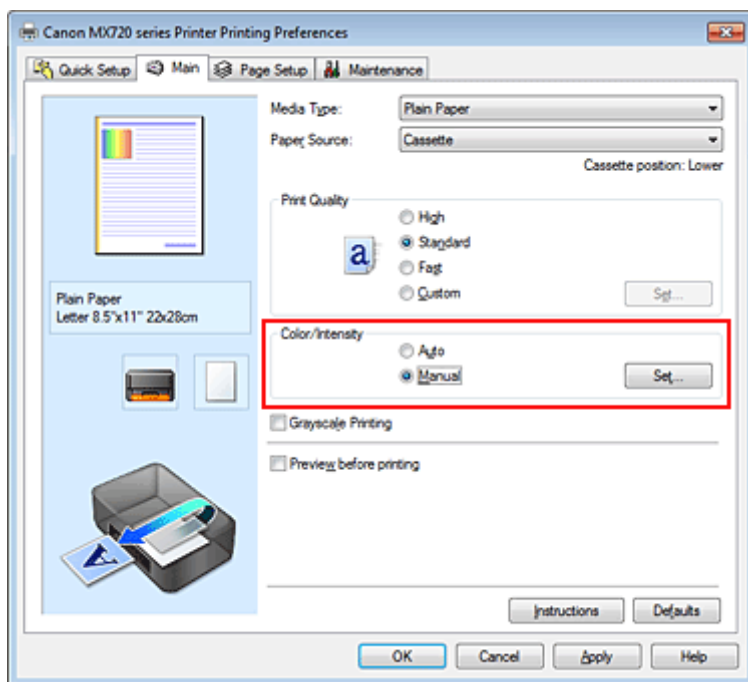 Canon MX720 series Printer Printing Preferences
Quick Setup Main Page Setup Maintenance
Media Type: Plain Paper
Paper Source: Cassette
Cassette position: Lower
Print Quality
High
a Standard
Fast
Custom Set...
Plain Paper
Letter 8.5"x11" 22x28cm
Color/Intensity
Auto
Manual Set...
Grayscale Printing
Preview before printing
A
Instructions Defaults
OK Cancel Apply Help